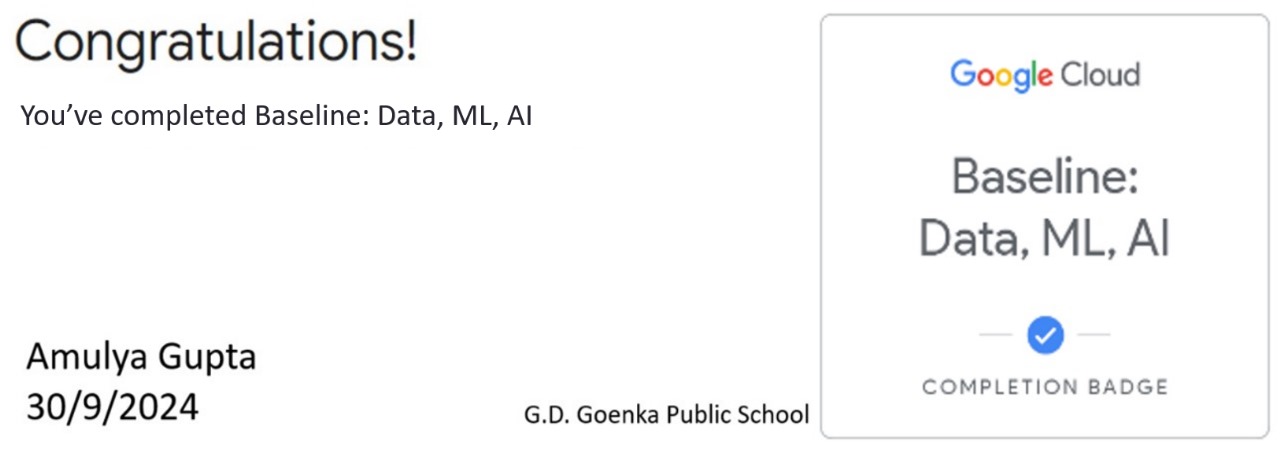 Congratulations!
You’ve completed Baseline: Data, ML, AI
Amulya Gupta
30/9/2024
G.D. Goenka Public School
Google Cloud
Baseline:
Data, ML, AI
COMPLETION BADGE